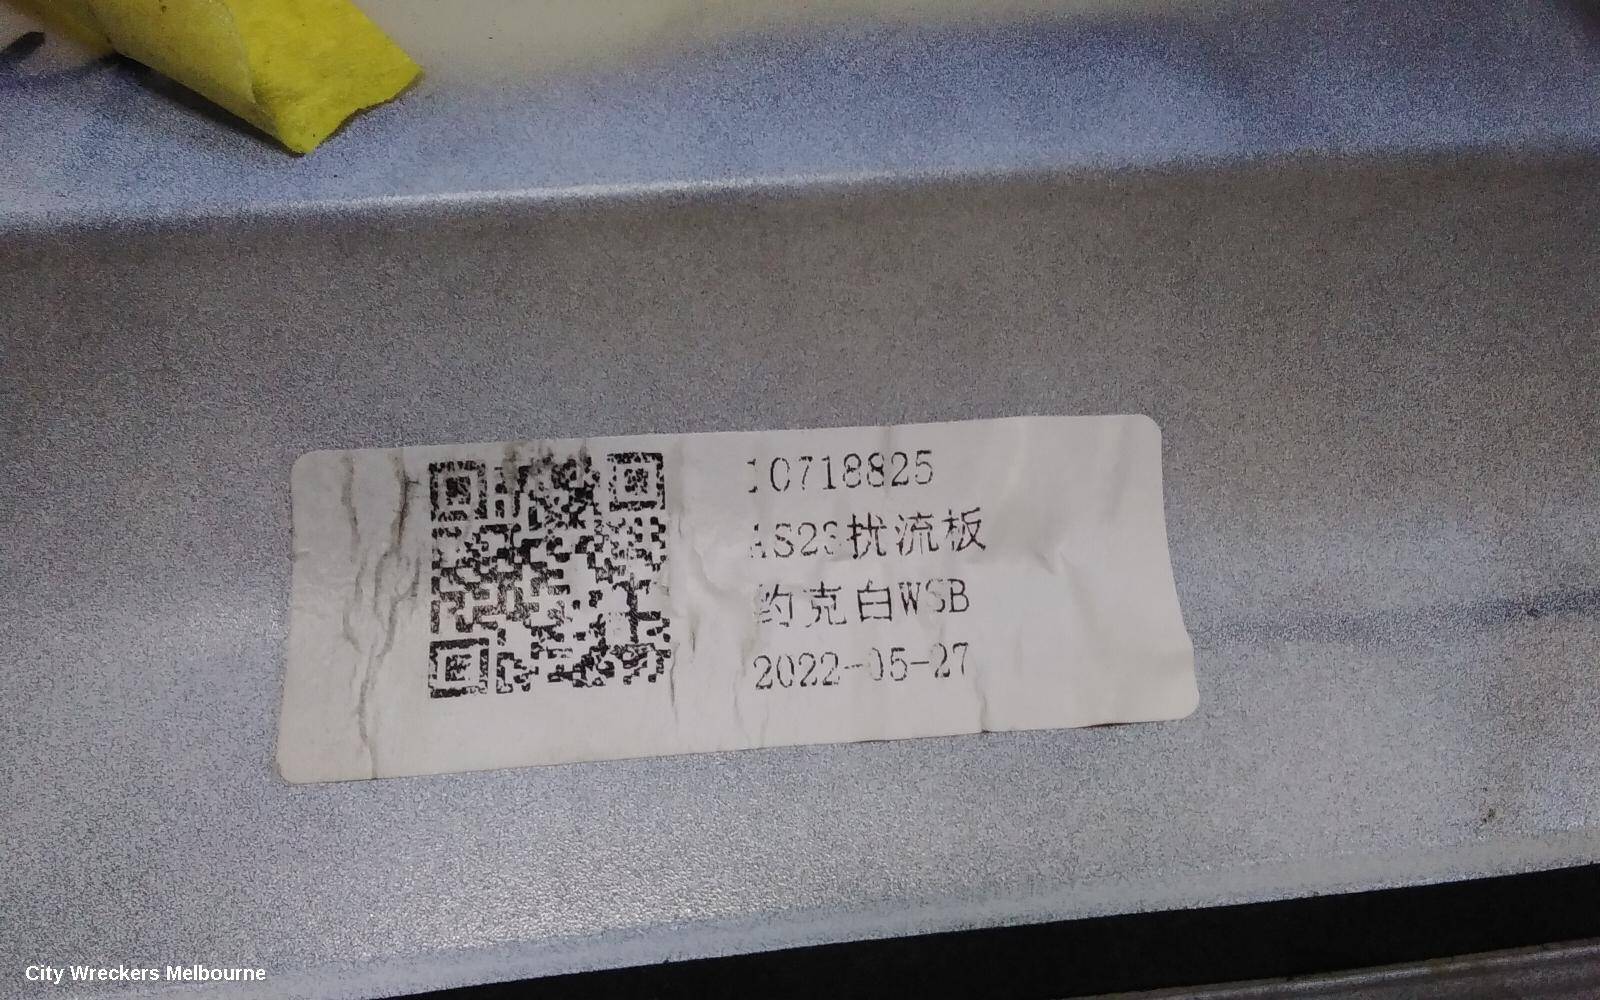 10718825
AS23扰流板
约克白WSB
2022-05-27
City Wreckers Melbourne